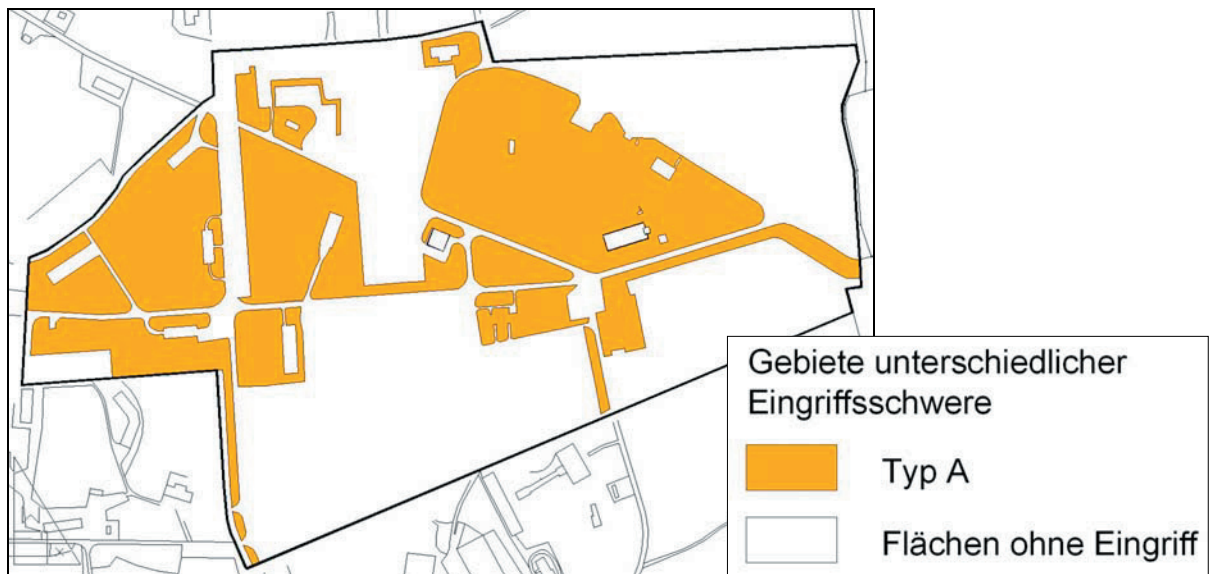 Gebiete unterschiedlicher
Eingriffsschwere
Typ A
Flächen ohne Eingriff